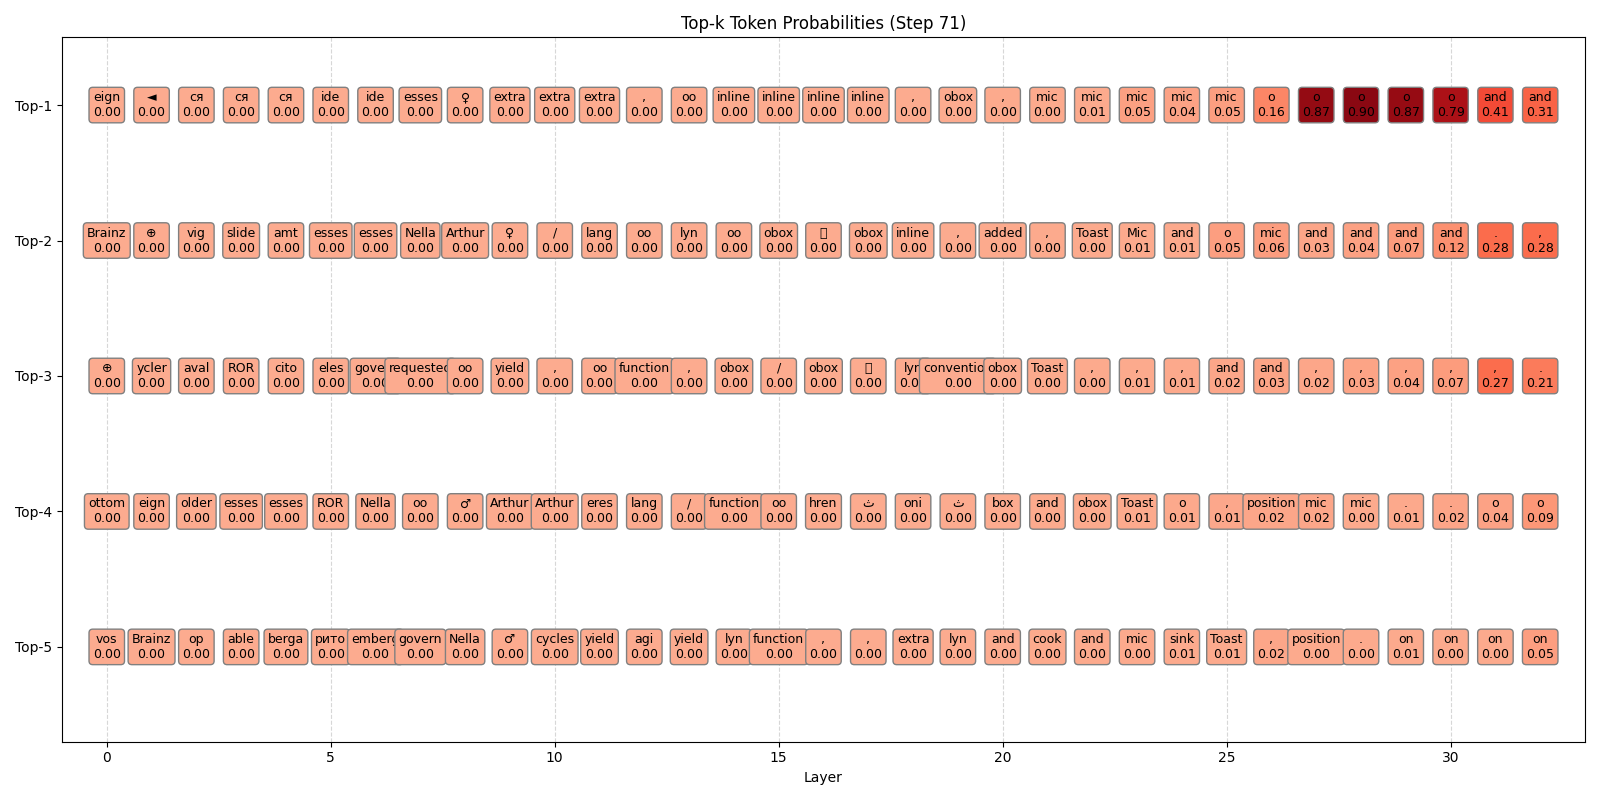 Top-k Token Probabilities (Step 71)
Top-1
eign ◄ ся ся ся ide ide esses ♀ extra extra extra , oo inline inline inline inline , obox , mic mic mic mic mic o o o o o and and
0.00 0.00 0.00 0.00 0.00 0.00 0.00 0.00 0.00 0.00 0.00 0.00 0.00 0.00 0.00 0.00 0.00 0.00 0.00 0.00 0.00 0.00 0.01 0.05 0.04 0.05 0.16 0.87 0.90 0.87 0.79 0.41 0.31
Top-2
Brainz ⊕ vig slide amt esses esses Nella Arthur ♀ / lang oo lyn oo obox obox inline , added , Toast Mic and o mic and and and and . ,
0.00 0.00 0.00 0.00 0.00 0.00 0.00 0.00 0.00 0.00 0.00 0.00 0.00 0.00 0.00 0.00 0.00 0.00 0.00 0.00 0.00 0.00 0.00 0.01 0.01 0.05 0.06 0.03 0.04 0.07 0.12 0.28 0.28
Top-3
⊕ ycler aval ROR cito eles requested oo yield , oo function , obox / obox obox Toast , , , and and , , , , , .
0.00 0.00 0.00 0.00 0.00 0.00 0.00 0.00 0.00 0.00 0.00 0.00 0.00 0.00 0.00 0.00 0.00 0.00 0.00 0.00 0.00 0.01 0.01 0.02 0.03 0.02 0.03 0.04 0.07 0.27 0.21
Top-4
ottom eign older esses esses ROR Nella oo ♂ Arthur Arthur eres lang / function oo hren ث oni ث box and obox Toast o , position mic mic . . o o
0.00 0.00 0.00 0.00 0.00 0.00 0.00 0.00 0.00 0.00 0.00 0.00 0.00 0.00 0.00 0.00 0.00 0.00 0.00 0.00 0.00 0.00 0.00 0.01 0.01 0.01 0.02 0.02 0.00 0.01 0.02 0.04 0.09
Top-5
vos Brainz op able berga рито govern Nella ♂ cycles yield agi yield lyn function , , extra lyn and cook and mic sink Toast , position . on on on on
0.00 0.00 0.00 0.00 0.00 0.00 0.00 0.00 0.00 0.00 0.00 0.00 0.00 0.00 0.00 0.00 0.00 0.00 0.00 0.00 0.00 0.00 0.00 0.00 0.01 0.01 0.02 0.00 0.00 0.01 0.00 0.00 0.05
0 5 10 15 20 25 30
Layer